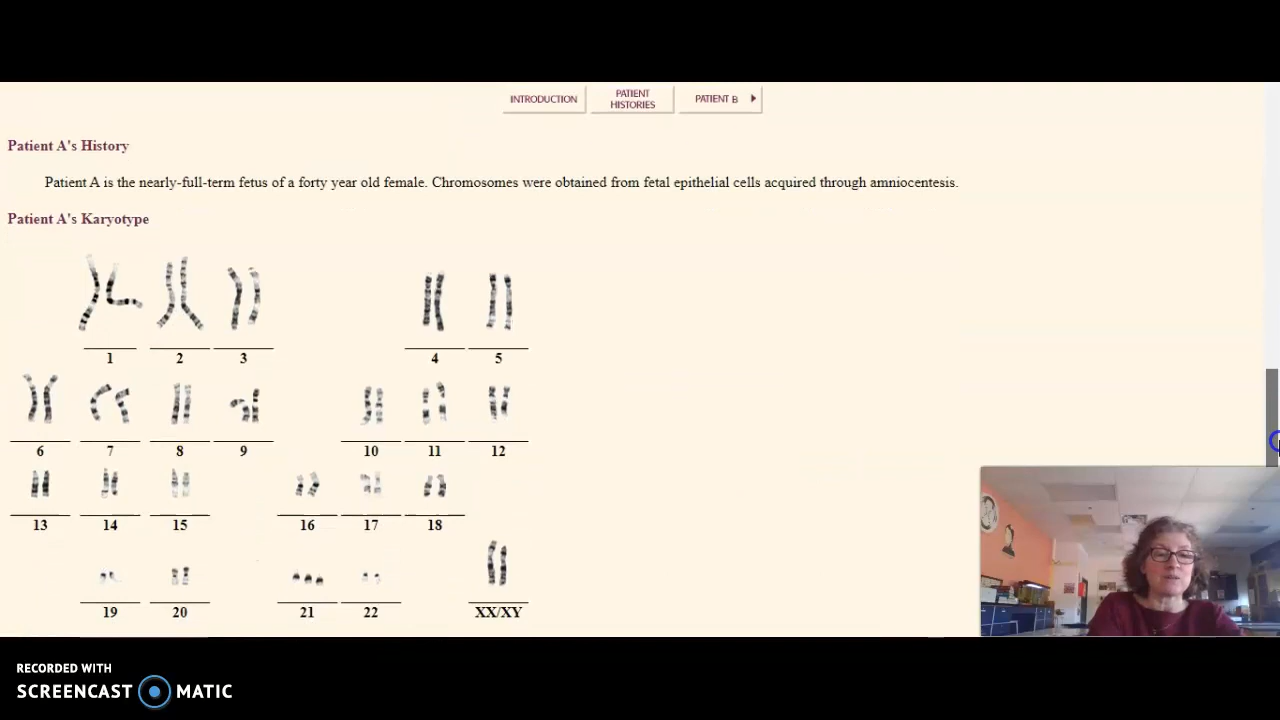 INTRODUCTION
PATIENT
HISTORIES
PATIENT B
Patient A's History
Patient A is the nearly-full-term fetus of a forty year old female. Chromosomes were obtained from fetal epithelial cells acquired through amniocentesis.
Patient A's Karyotype
1 2 3 4 5
6 7 8 9 10 11 12
13 14 15 16 17 18
19 20 21 22 XX/XY
RECORDED WITH
SCREENCAST MATIC